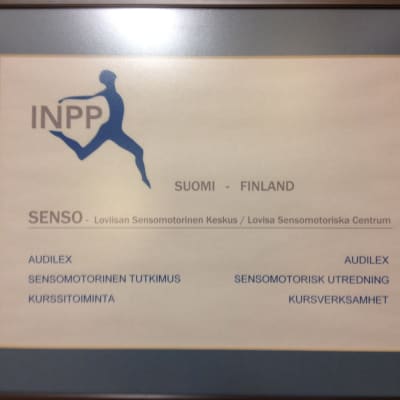 INPP
SUOMI - FINLAND
SENSO - Loviisan Sensomotorinen Keskus / Lovisa Sensomotoriska Centrum
AUDILEX AUDILEX
SENSOMOTORINEN TUTKIMUS SENSOMOTORISK UTREDNING
KURSSITOIMINTA KURSVERKSAMHET